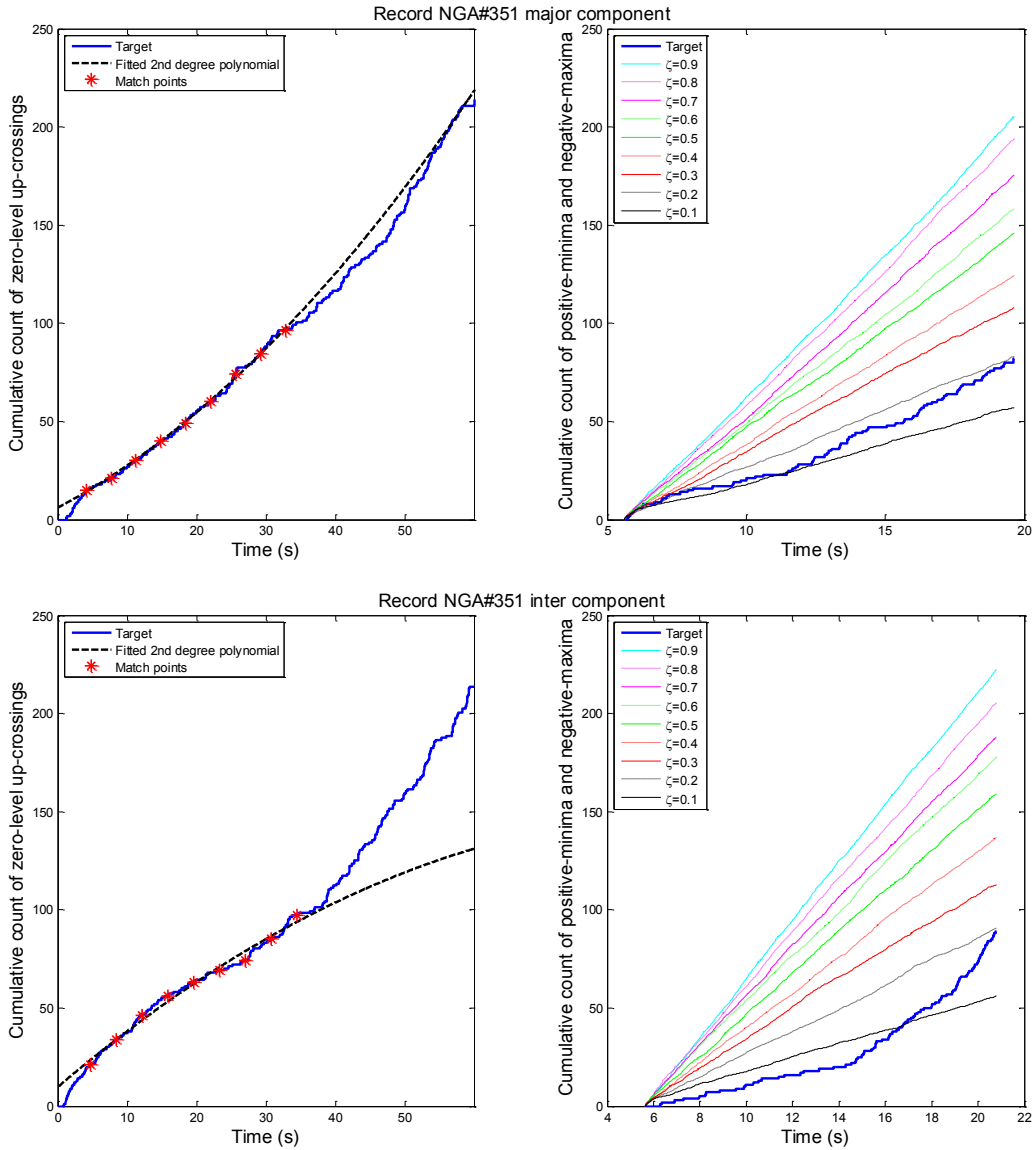 Record NGA#351 major component
Cumulative count of zero-level up-crossings
250
200
150
100
50
0
Target
Fitted 2nd degree polynomial
Match points
0 10 20 30 40 50
Time (s)
Cumulative count of positive-minima and negative-maxima
250
200
150
100
50
0
Target
ζ=0.9
ζ=0.8
ζ=0.7
ζ=0.6
ζ=0.5
ζ=0.4
ζ=0.3
ζ=0.2
ζ=0.1
5 10 15 20
Time (s)
Record NGA#351 inter component
Cumulative count of zero-level up-crossings
250
200
150
100
50
0
Target
Fitted 2nd degree polynomial
Match points
0 10 20 30 40 50
Time (s)
Cumulative count of positive-minima and negative-maxima
250
200
150
100
50
0
Target
ζ=0.9
ζ=0.8
ζ=0.7
ζ=0.6
ζ=0.5
ζ=0.4
ζ=0.3
ζ=0.2
ζ=0.1
4 6 8 10 12 14 16 18 20 22
Time (s)